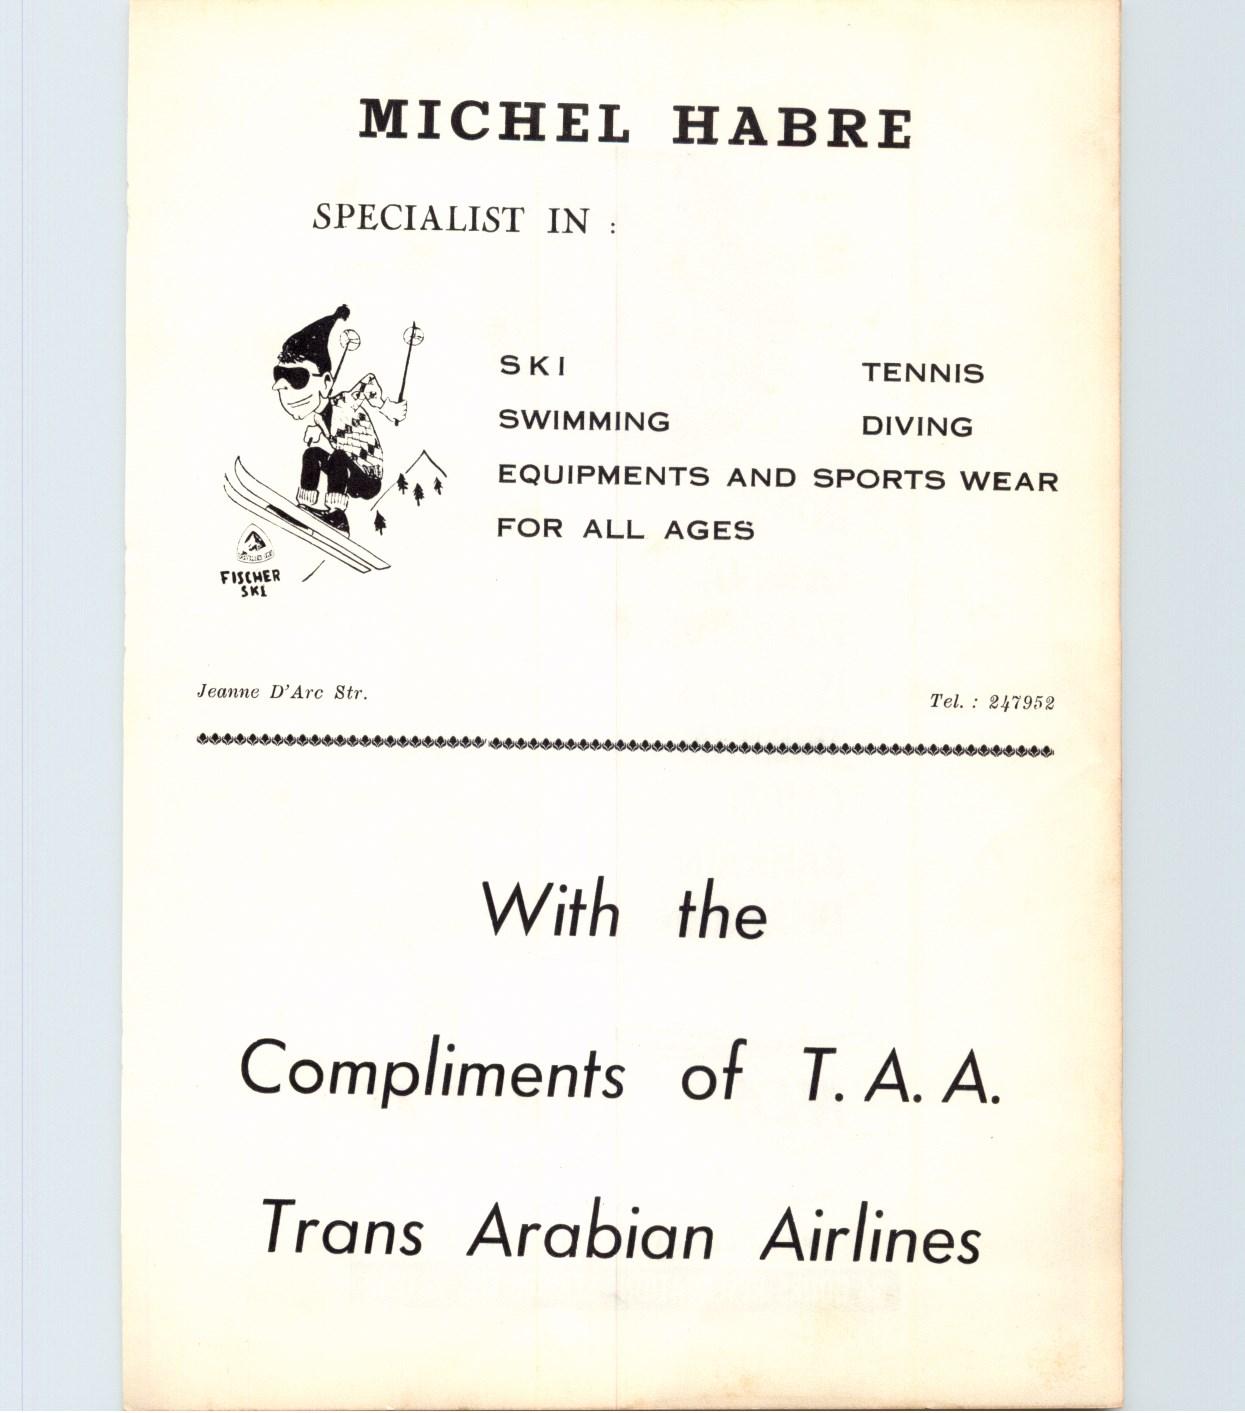 MICHEL HABRE
SPECIALIST IN :
SKI TENNIS
SWIMMING DIVING
EQUIPMENTS AND SPORTS WEAR
FOR ALL AGES
FISCHER
SKI
Jeanne D'Arc Str. Tel. : 247952
With the
Compliments of T. A. A.
Trans Arabian Airlines